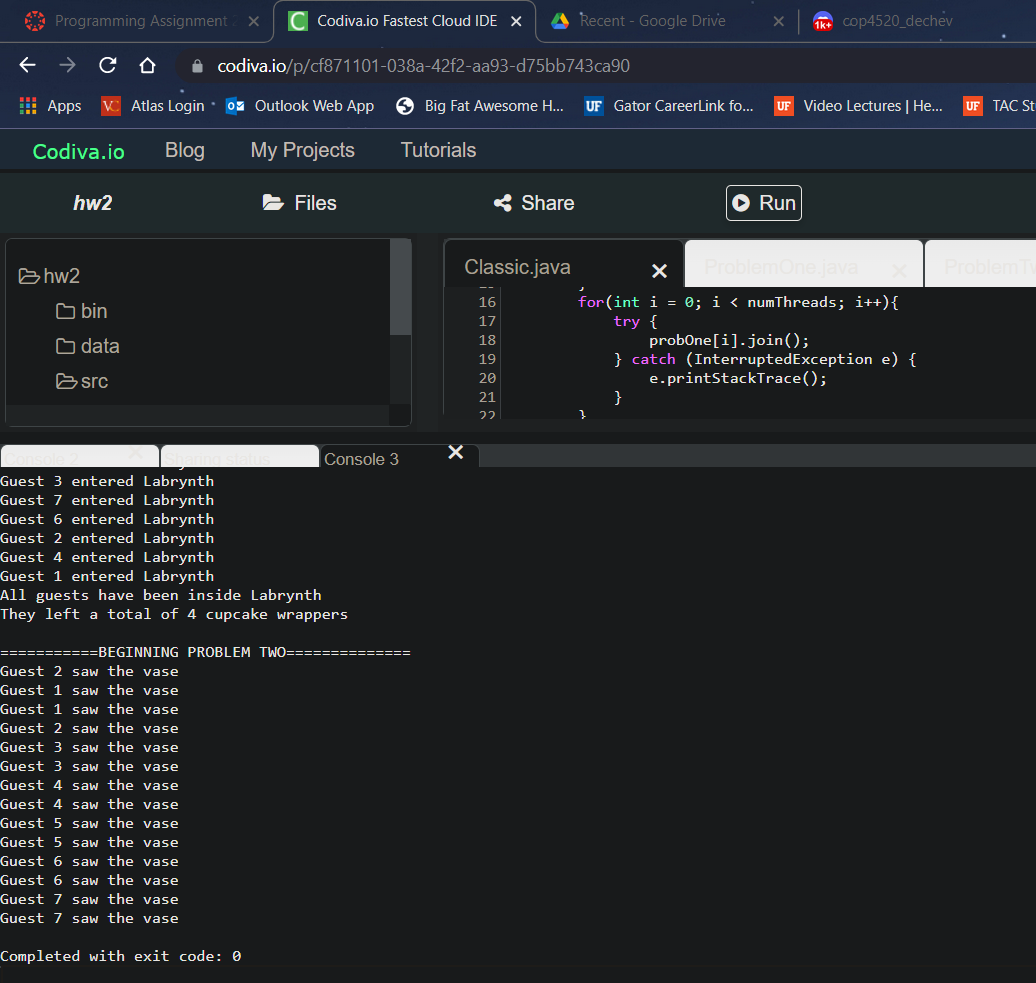 Programming Assignment
Codiva.io Fastest Cloud IDE
Recent - Google Drive
1k+
cop4520_dechev
codiva.io/p/cf871101-038a-42f2-aa93-d75bb743ca90
Apps
VC
Atlas Login
Outlook Web App
Big Fat Awesome H...
UF
Gator CareerLink fo...
UF
Video Lectures | He...
UF
TAC St
Codiva.io
Blog
My Projects
Tutorials
hw2
Files
Share
Run
hw2
bin
data
src
Classic.java
ProblemOne.java
ProblemTw
16 for(int i = 0; i < numThreads; i++){
17 try {
18 probOne[i].join();
19 } catch (InterruptedException e) {
20 e.printStackTrace();
21 }
22 }
Console 2
Sharing status
Console 3
Guest 3 entered Labrynth
Guest 7 entered Labrynth
Guest 6 entered Labrynth
Guest 2 entered Labrynth
Guest 4 entered Labrynth
Guest 1 entered Labrynth
All guests have been inside Labrynth
They left a total of 4 cupcake wrappers
===========BEGINNING PROBLEM TWO==============
Guest 2 saw the vase
Guest 1 saw the vase
Guest 1 saw the vase
Guest 2 saw the vase
Guest 3 saw the vase
Guest 3 saw the vase
Guest 4 saw the vase
Guest 4 saw the vase
Guest 5 saw the vase
Guest 5 saw the vase
Guest 6 saw the vase
Guest 6 saw the vase
Guest 7 saw the vase
Guest 7 saw the vase
Completed with exit code: 0